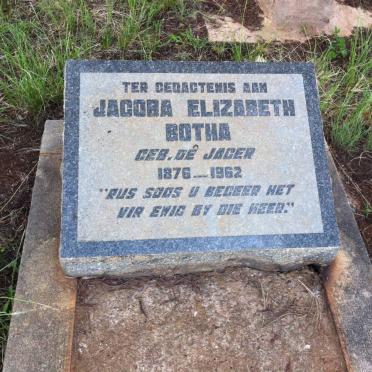 TER GEDAGTENIS AAN
JACOBA ELIZABETH
BOTHA
GEB. DÊ JAGER
1876 – 1962
"RUS SOOS U BEGEER HET
VIR EWIG BY DIE HEER."